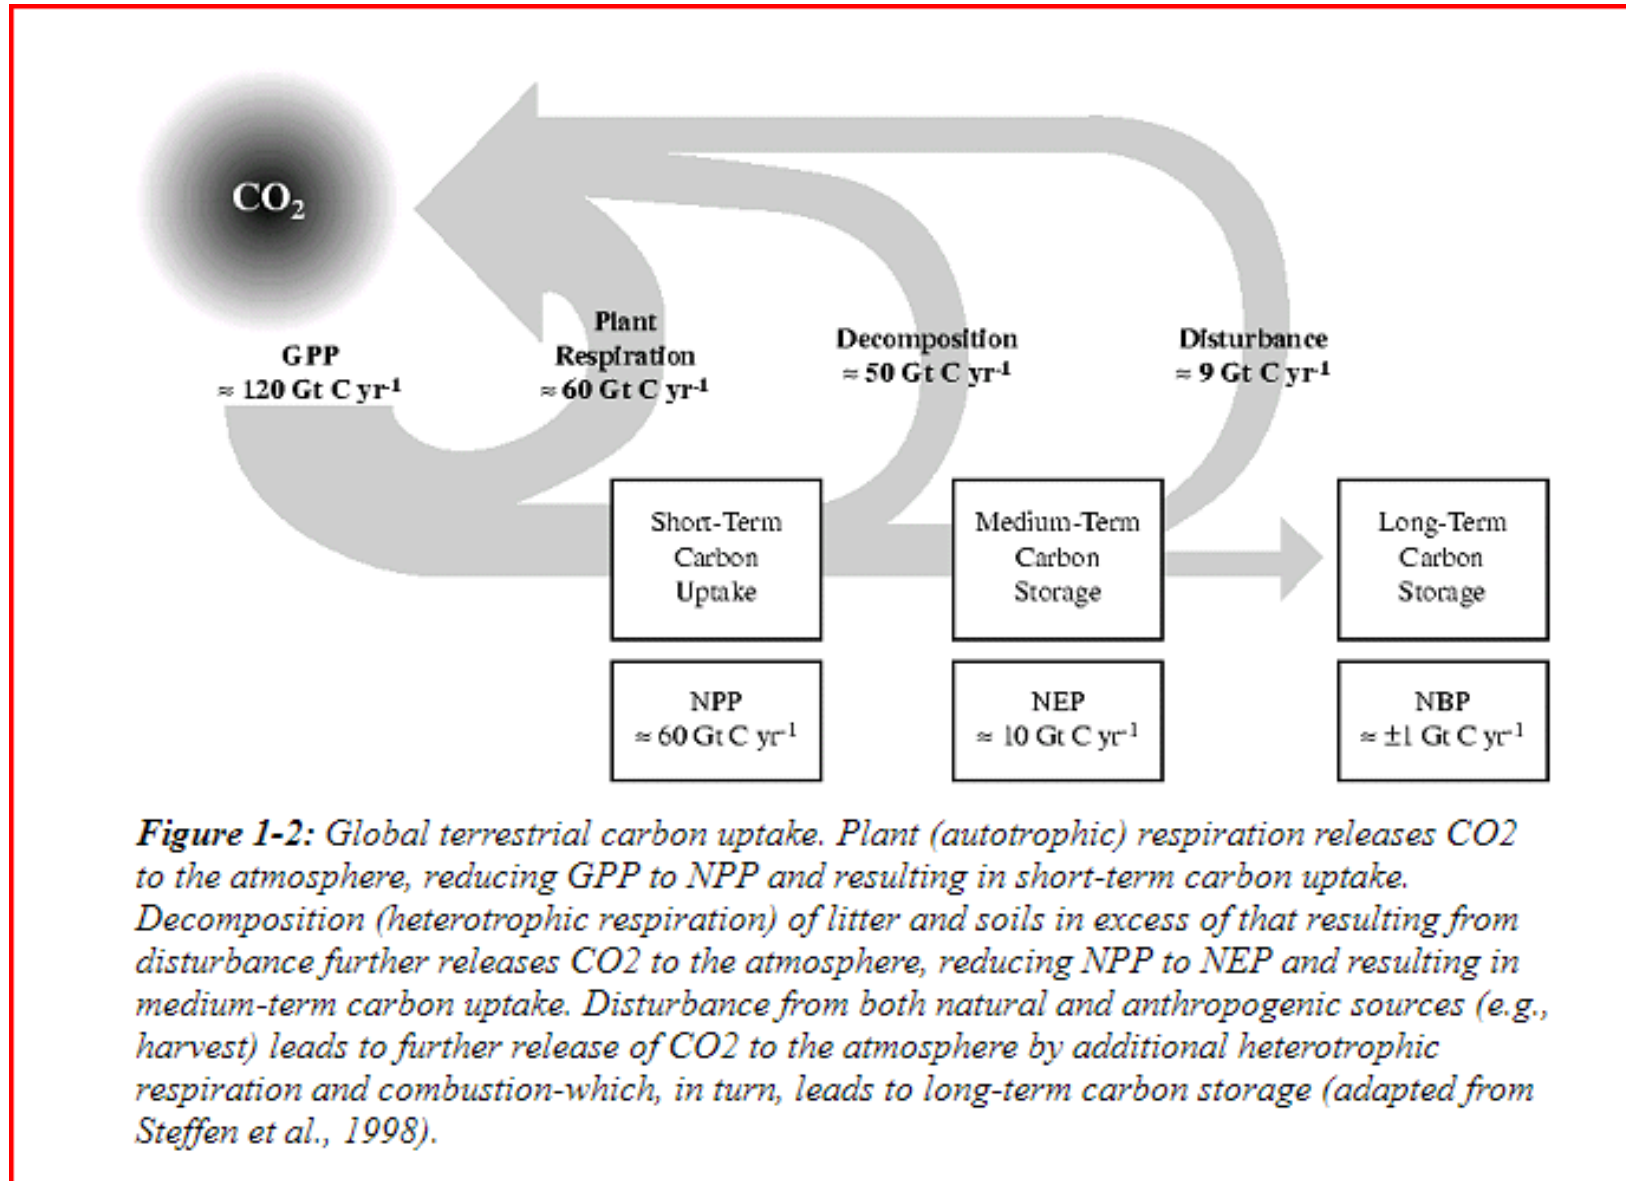 CO₂
GPP
≈ 120 Gt C yr⁻¹
Plant
Respiration
≈ 60 Gt C yr⁻¹
Decomposition
≈ 50 Gt C yr⁻¹
Disturbance
≈ 9 Gt C yr⁻¹
Short-Term
Carbon
Uptake
Medium-Term
Carbon
Storage
Long-Term
Carbon
Storage
NPP
≈ 60 Gt C yr⁻¹
NEP
≈ 10 Gt C yr⁻¹
NBP
≈ ±1 Gt C yr⁻¹
Figure 1-2: Global terrestrial carbon uptake. Plant (autotrophic) respiration releases CO2
to the atmosphere, reducing GPP to NPP and resulting in short-term carbon uptake.
Decomposition (heterotrophic respiration) of litter and soils in excess of that resulting from
disturbance further releases CO2 to the atmosphere, reducing NPP to NEP and resulting in
medium-term carbon uptake. Disturbance from both natural and anthropogenic sources (e.g.,
harvest) leads to further release of CO2 to the atmosphere by additional heterotrophic
respiration and combustion-which, in turn, leads to long-term carbon storage (adapted from
Steffen et al., 1998).